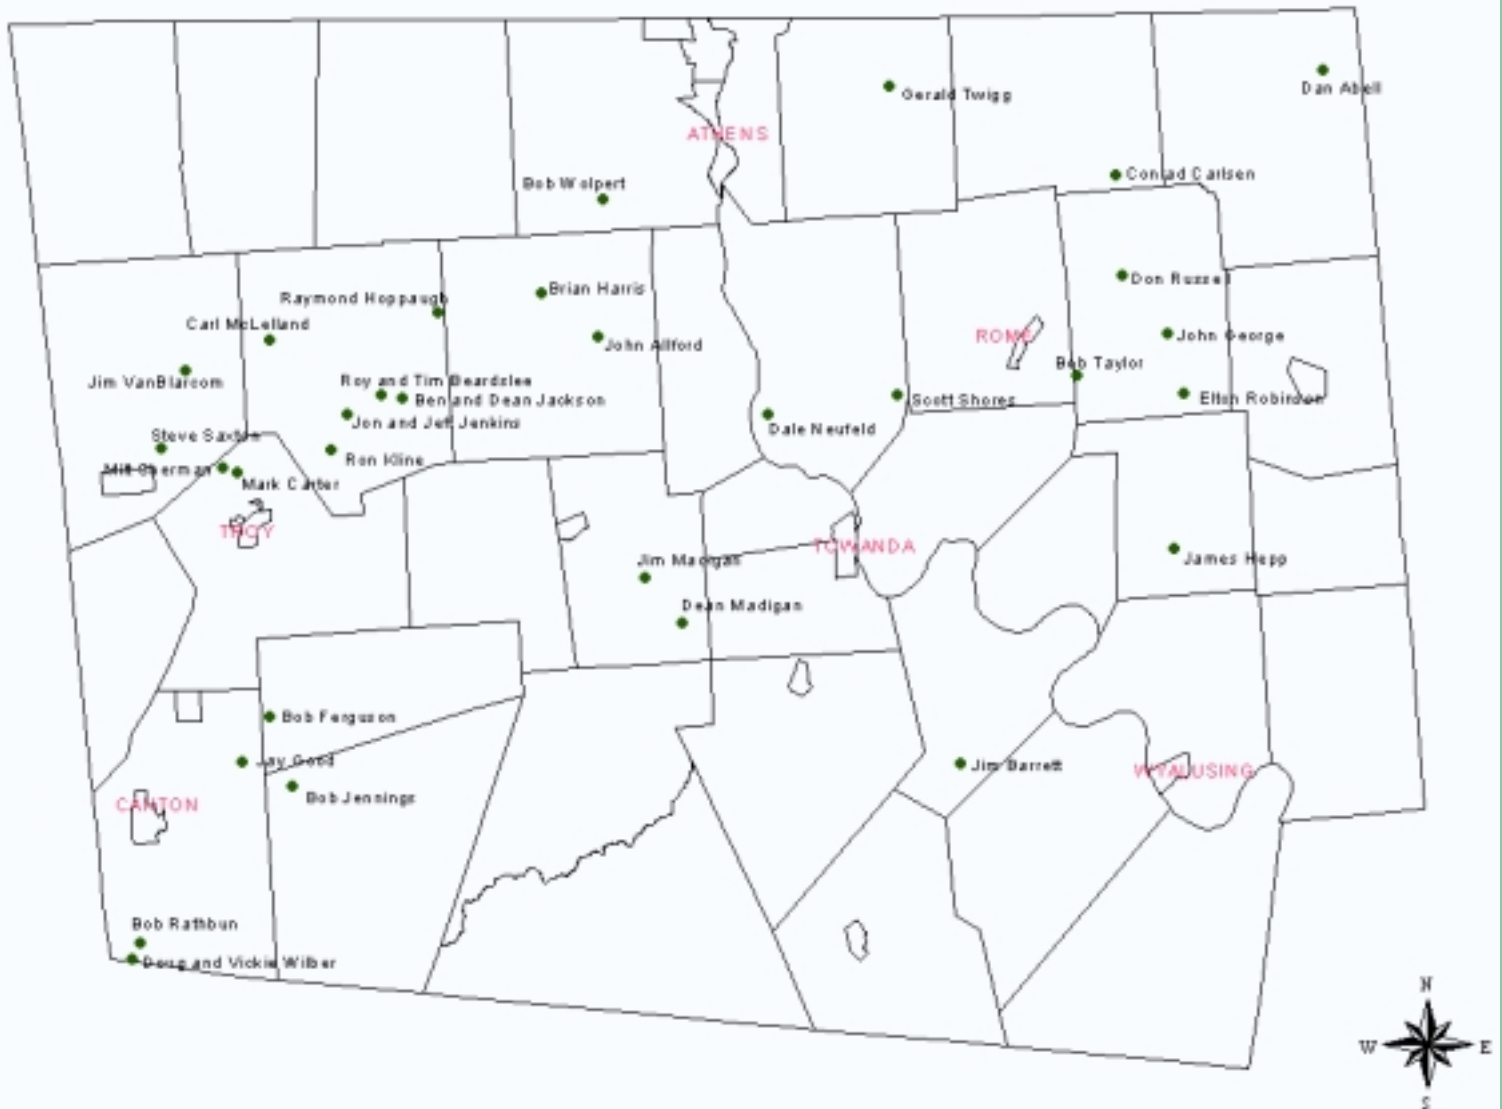 Dan Abell
Gerald Twigg
ATHENS
Conrad Carlsen
Bob Wolpert
Don Russell
Brian Harris
Raymond Hoppaugh
Carl McLelland
ROME
John George
John Allford
Bob Taylor
Jim VanBlarcom
Roy and Tim Beardslee
Ben and Dean Jackson
Scott Shores
Elton Robinson
Jon and Jeff Jenkins
Dale Neufeld
Steve Saxton
Ron Kline
Milt Sherman
Mark Carter
TROY
TOWANDA
James Hepp
Jim Madigan
Dean Madigan
Bob Ferguson
Jay Good
Jim Barrett
WYALUSING
Bob Jennings
CANTON
Bob Rathbun
Doug and Vickie Wilber
N
W
E
S